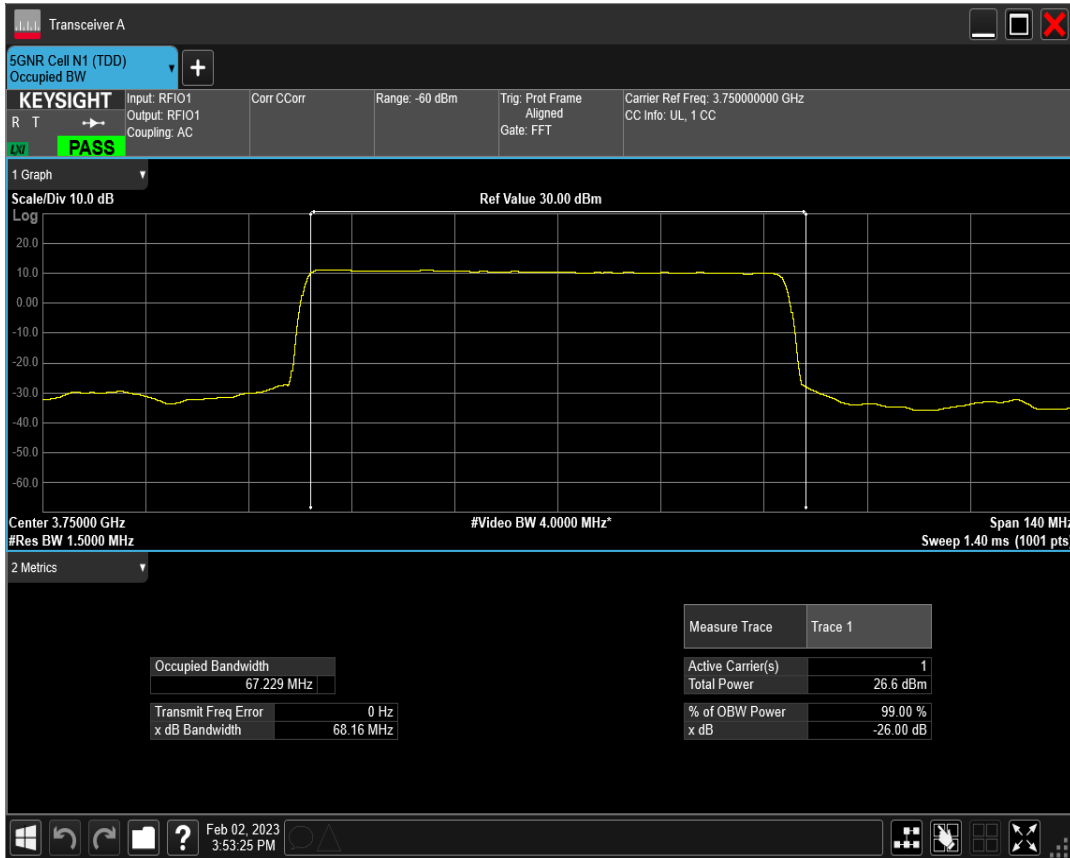 Transceiver A
5GNR Cell N1 (TDD)
Occupied BW
+
KEYSIGHT
R T
LXI
PASS
Input: RFIO1
Output: RFIO1
Coupling: AC
Corr CCorr
Range: -60 dBm
Trig: Prot Frame
Aligned
Gate: FFT
Carrier Ref Freq: 3.750000000 GHz
CC Info: UL, 1 CC
1 Graph
Scale/Div 10.0 dB
Ref Value 30.00 dBm
Log
20.0
10.0
0.00
-10.0
-20.0
-30.0
-40.0
-50.0
-60.0
Center 3.75000 GHz
#Video BW 4.0000 MHz*
Span 140 MHz
#Res BW 1.5000 MHz
Sweep 1.40 ms (1001 pts)
2 Metrics
Measure Trace Trace 1
Occupied Bandwidth
67.229 MHz
Active Carrier(s) 1
Total Power 26.6 dBm
Transmit Freq Error 0 Hz
x dB Bandwidth 68.16 MHz
% of OBW Power 99.00 %
x dB -26.00 dB
?
Feb 02, 2023
3:53:25 PM